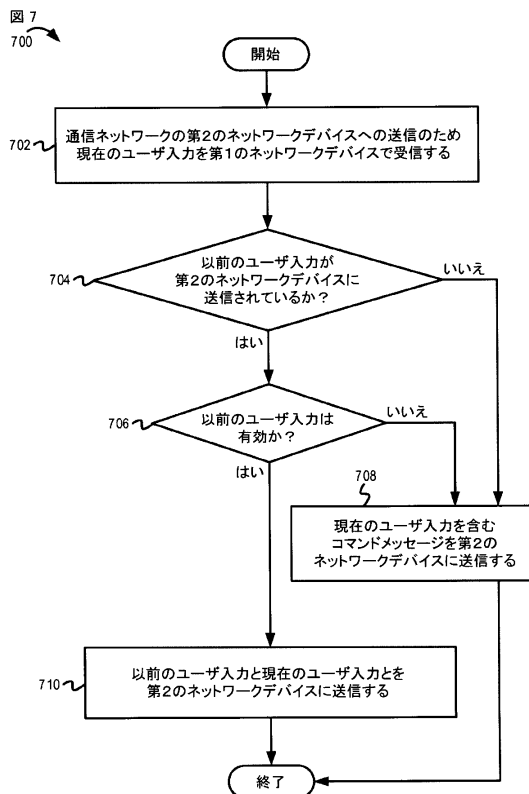 図7
700
開始
702
通信ネットワークの第2のネットワークデバイスへの送信のため
現在のユーザ入力を第1のネットワークデバイスで受信する
704
以前のユーザ入力が
第2のネットワークデバイスに
送信されているか?
いいえ
はい
706
以前のユーザ入力は
有効か?
いいえ
はい
708
現在のユーザ入力を含む
コマンドメッセージを第2の
ネットワークデバイスに送信する
710
以前のユーザ入力と現在のユーザ入力とを
第2のネットワークデバイスに送信する
終了